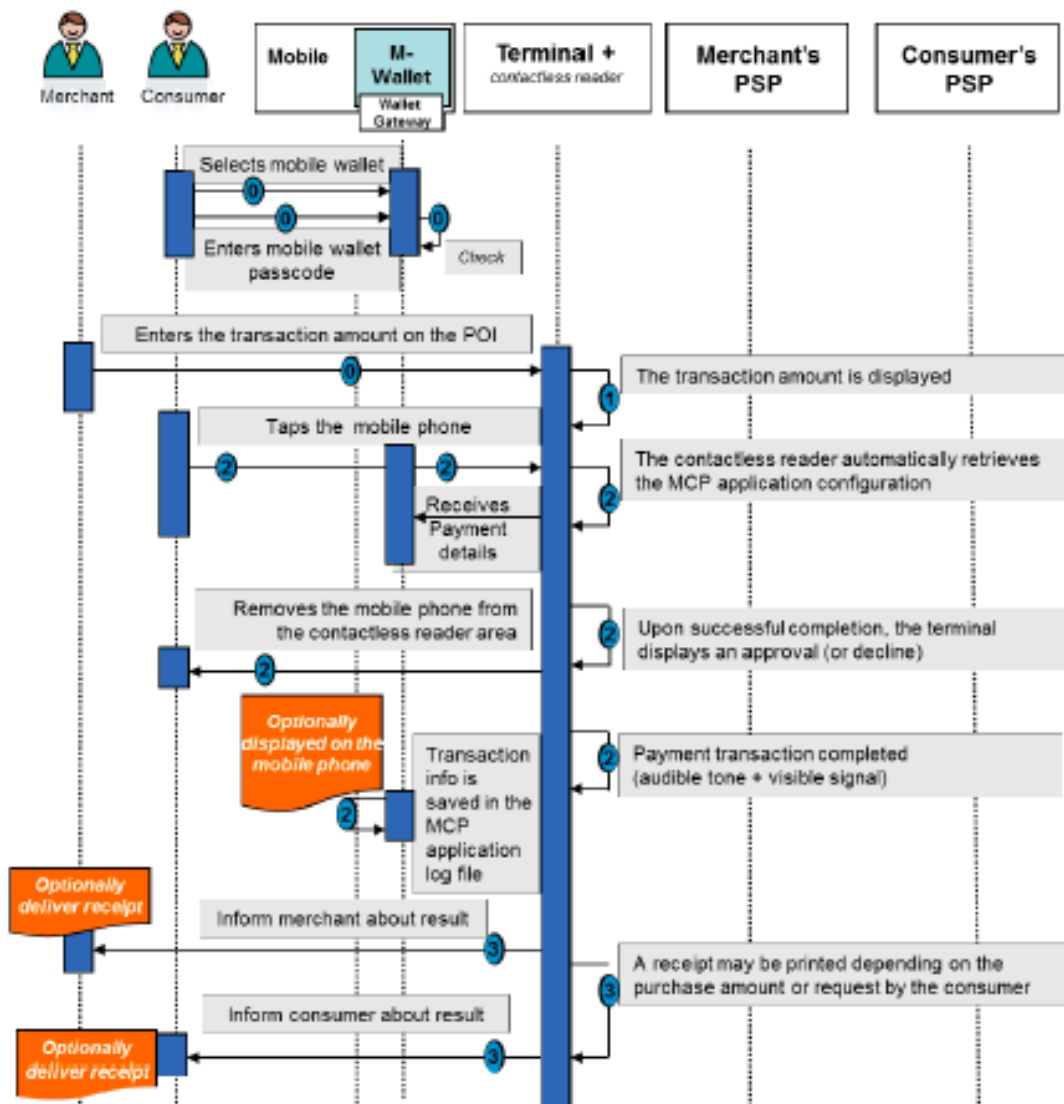 Merchant
Consumer
Mobile
M-
Wallet
Wallet
Gateway
Terminal +
contactless reader
Merchant's
PSP
Consumer's
PSP
Selects mobile wallet
0
0
0
Enters mobile wallet
passcode
Check
Enters the transaction amount on the POI
0
The transaction amount is displayed
1
Taps the mobile phone
2
2
The contactless reader automatically retrieves
the MCP application configuration
2
Receives
Payment
details
Removes the mobile phone from
the contactless reader area
2
Upon successful completion, the terminal
displays an approval (or decline)
2
Optionally
displayed on the
mobile phone
2
Transaction
info is
saved in the
MCP
application
log file
2
Payment transaction completed
(audible tone + visible signal)
Optionally
deliver receipt
Inform merchant about result
3
A receipt may be printed depending on the
purchase amount or request by the consumer
3
Inform consumer about result
3
Optionally
deliver receipt